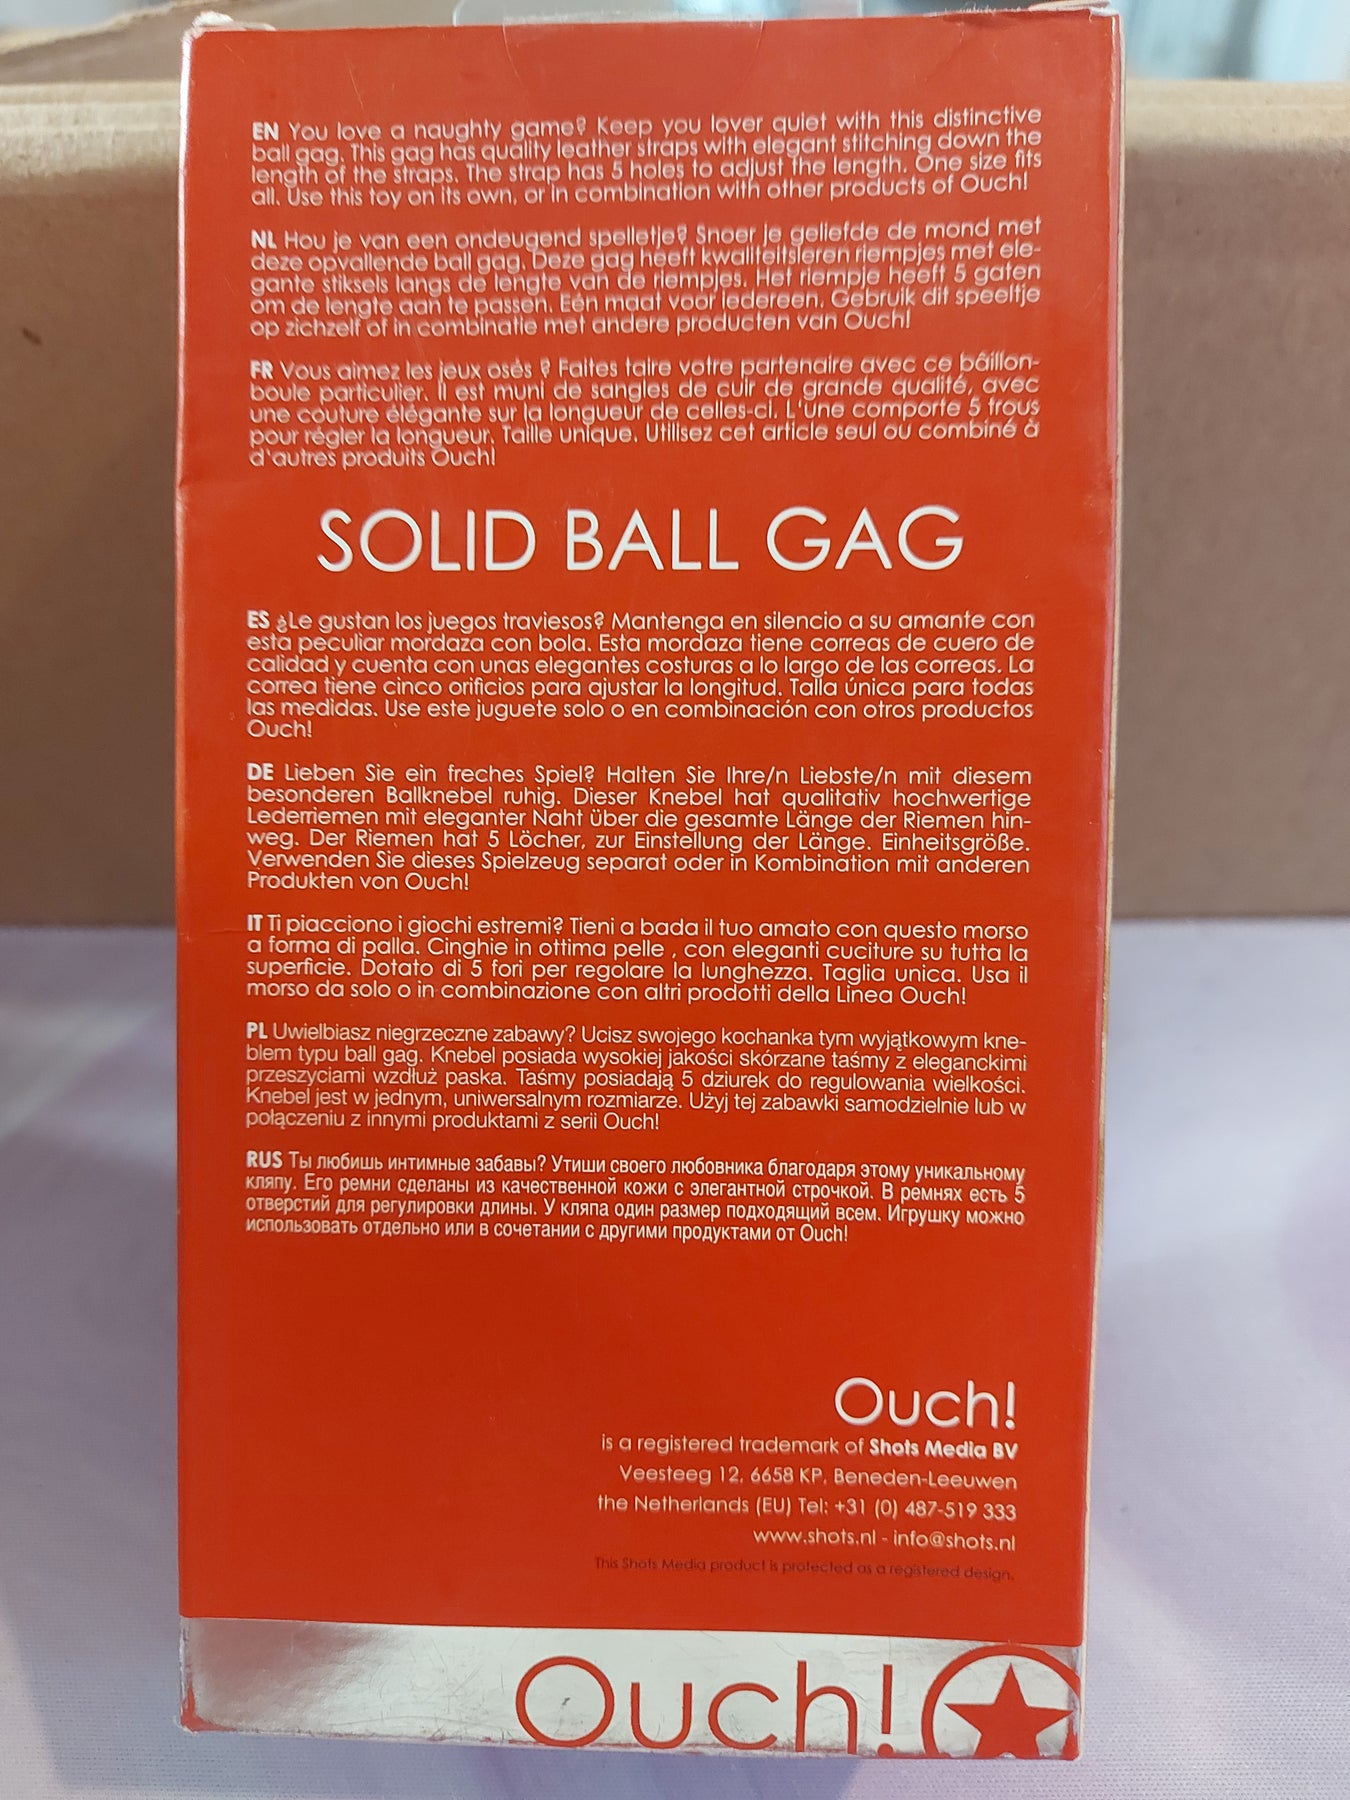 EN You love a naughty game? Keep you lover quiet with this distinctive
ball gag. This gag has quality leather straps with elegant stitching down the
length of the straps. The strap has 5 holes to adjust the length. One size fits
all. Use this toy on its own, or in combination with other products of Ouch!
NL Hou je van een ondeugend spelletje? Snoer je geliefde de mond met
deze opvallende ball gag. Deze gag heeft kwaliteitsleren riempjes met ele-
gante stiksels langs de lengte van de riempjes. Het riempje heeft 5 gaten
om de lengte aan te passen. Eén maat voor iedereen. Gebruik dit speeltje
op zichzelf of in combinatie met andere producten van Ouch!
FR Vous aimez les jeux osés ? Faites taire votre partenaire avec ce bâillon-
boule particulier. Il est muni de sangles de cuir de grande qualité, avec
une couture élégante sur la longueur de celles-ci. L'une comporte 5 trous
pour régler la longueur. Taille unique. Utilisez cet article seul ou combiné à
d'autres produits Ouch!
SOLID BALL GAG
ES ¿Le gustan los juegos traviesos? Mantenga en silencio a su amante con
esta peculiar mordaza con bola. Esta mordaza tiene correas de cuero de
calidad y cuenta con unas elegantes costuras a lo largo de las correas. La
correa tiene cinco orificios para ajustar la longitud. Talla única para todas
las medidas. Use este juguete solo o en combinación con otros productos
Ouch!
DE Lieben Sie ein freches Spiel? Halten Sie Ihre/n Liebste/n mit diesem
besonderen Ballknebel ruhig. Dieser Knebel hat qualitativ hochwertige
Lederriemen mit eleganter Naht über die gesamte Länge der Riemen hin-
weg. Der Riemen hat 5 Löcher, zur Einstellung der Länge. Einheitsgröße.
Verwenden Sie dieses Spielzeug separat oder in Kombination mit anderen
Produkten von Ouch!
IT Ti piacciono i giochi estremi? Tieni a bada il tuo amato con questo morso
a forma di palla. Cinghie in ottima pelle , con eleganti cuciture su tutta la
superficie. Dotato di 5 fori per regolare la lunghezza. Taglia unica. Usa il
morso da solo o in combinazione con altri prodotti della Linea Ouch!
PL Uwielbiasz niegrzeczne zabawy? Ucisz swojego kochanka tym wyjątkowym kne-
blem typu ball gag. Knebel posiada wysokiej jakości skórzane taśmy z eleganckimi
przeszyciami wzdłuż paska. Taśmy posiadają 5 dziurek do regulowania wielkości.
Knebel jest w jednym, uniwersalnym rozmiarze. Użyj tej zabawki samodzielnie lub w
połączeniu z innymi produktami z serii Ouch!
RUS Ты любишь интимные забавы? Утиши своего любовника благодаря этому уникальному
кляпу. Его ремни сделаны из качественной кожи с элегантной строчкой. В ремнях есть 5
отверстий для регулировки длины. У кляпа один размер подходящий всем. Игрушку можно
использовать отдельно или в сочетании с другими продуктами от Ouch!
Ouch!
is a registered trademark of Shots Media BV
Veesteeg 12, 6658 KP, Beneden-Leeuwen
the Netherlands (EU) Tel: +31 (0) 487-519 333
www.shots.nl - info@shots.nl
This Shots Media product is protected as a registered design.
Ouch!